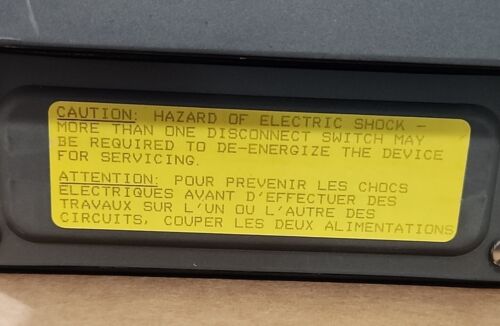 CAUTION: HAZARD OF ELECTRIC SHOCK -
MORE THAN ONE DISCONNECT SWITCH MAY
BE REQUIRED TO DE-ENERGIZE THE DEVICE
FOR SERVICING.
ATTENTION: POUR PREVENIR LES CHOCS
ELECTRIQUES AVANT D'EFFECTUER DES
TRAVAUX SUR L'UN OU L'AUTRE DES
CIRCUITS, COUPER LES DEUX ALIMENTATIONS